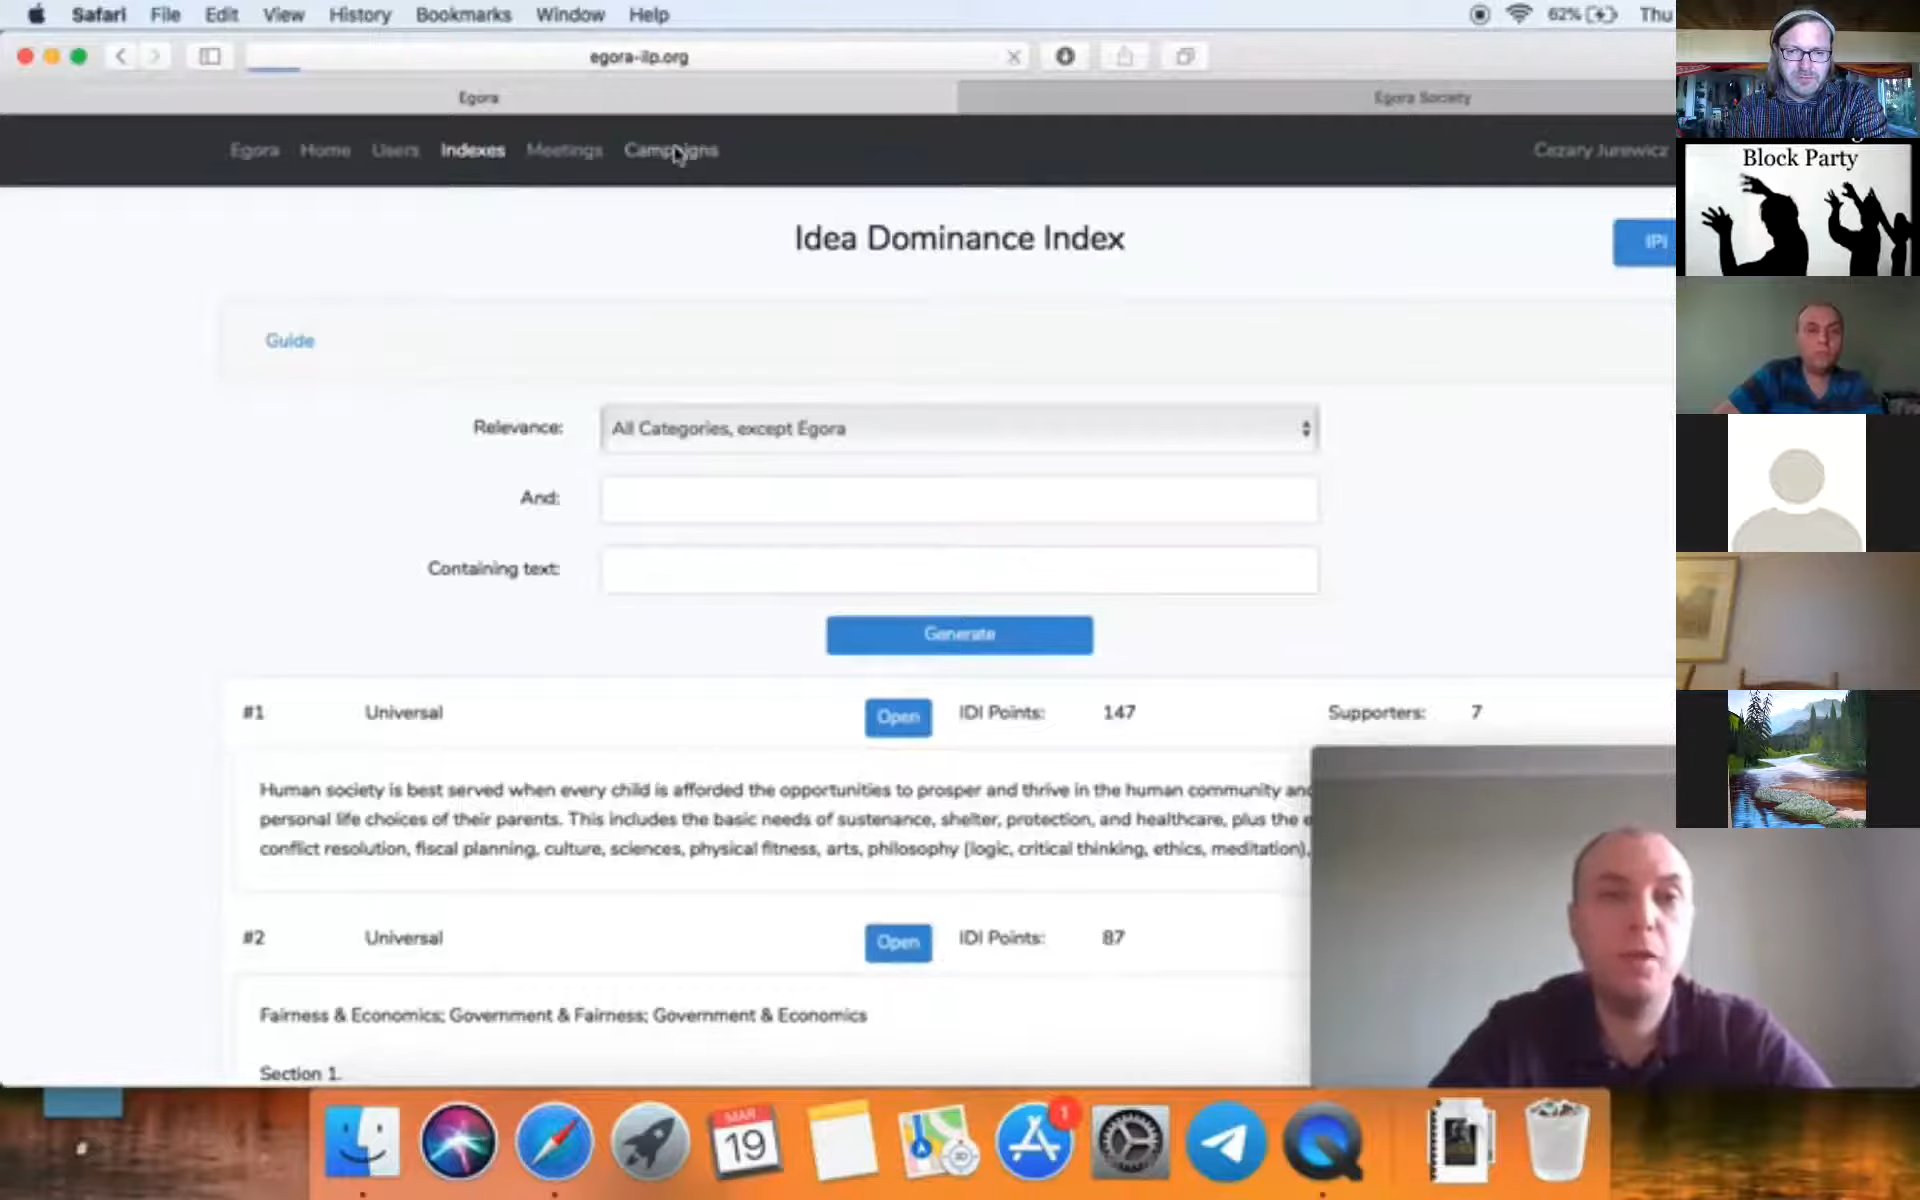 Safari File Edit View History Bookmarks Window Help 62% Thu
egora-ilp.org
Egora Egora Society
Egora Home Users Indexes Meetings Campaigns Cezary Jurewicz
Block Party
Idea Dominance Index
IPI
Guide
Relevance: All Categories, except Egora
And:
Containing text:
Generate
#1 Universal Open IDI Points: 147 Supporters: 7
Human society is best served when every child is afforded the opportunities to prosper and thrive in the human community and
personal life choices of their parents. This includes the basic needs of sustenance, shelter, protection, and healthcare, plus the e
conflict resolution, fiscal planning, culture, sciences, physical fitness, arts, philosophy (logic, critical thinking, ethics, meditation),
#2 Universal Open IDI Points: 87
Fairness & Economics; Government & Fairness; Government & Economics
Section 1.
MAR
19
1
3D